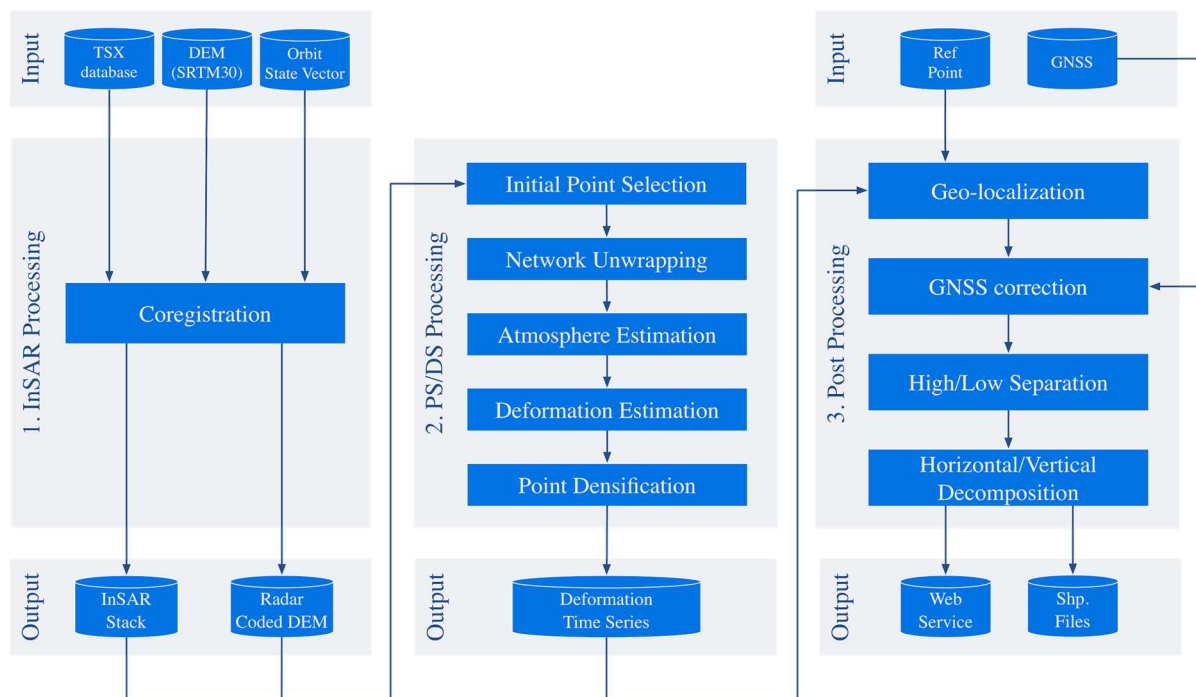 Input
TSX
database
DEM
(SRTM30)
Orbit
State Vector
1. InSAR Processing
Coregistration
Output
InSAR
Stack
Radar
Coded DEM
2. PS/DS Processing
Initial Point Selection
Network Unwrapping
Atmosphere Estimation
Deformation Estimation
Point Densification
Output
Deformation
Time Series
Input
Ref
Point
GNSS
3. Post Processing
Geo-localization
GNSS correction
High/Low Separation
Horizontal/Vertical
Decomposition
Output
Web
Service
Shp.
Files